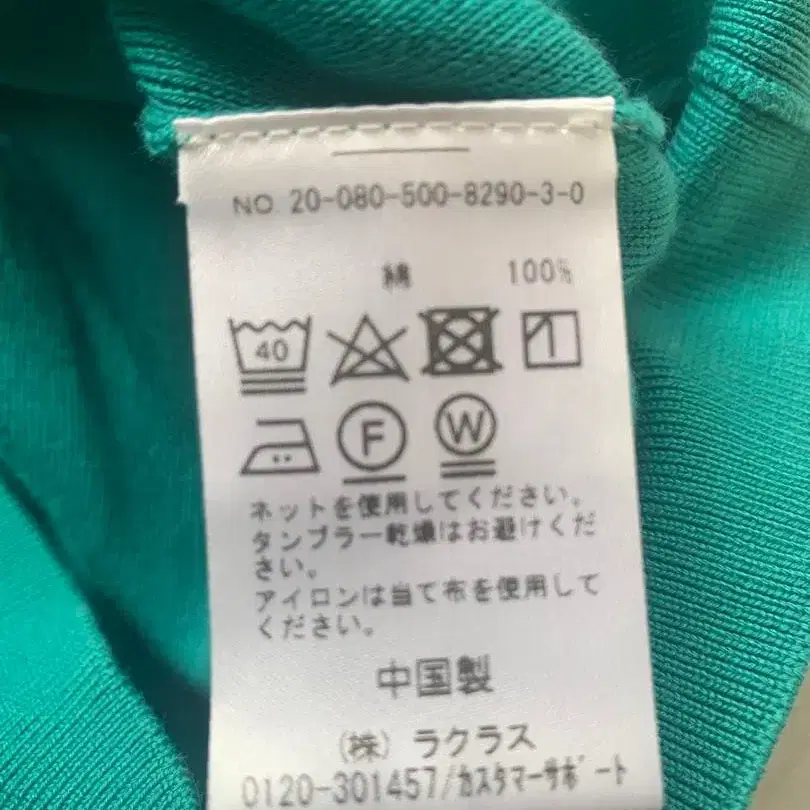 NO 20-080-500-8290-3-0
綿 100%
40
F W
ネットを使用してください。
タンブラー乾燥はお避けくだ
さい。
アイロンは当て布を使用して
ください。
中国製
(株) ラクラス
0120-301457/カスタマーサポート